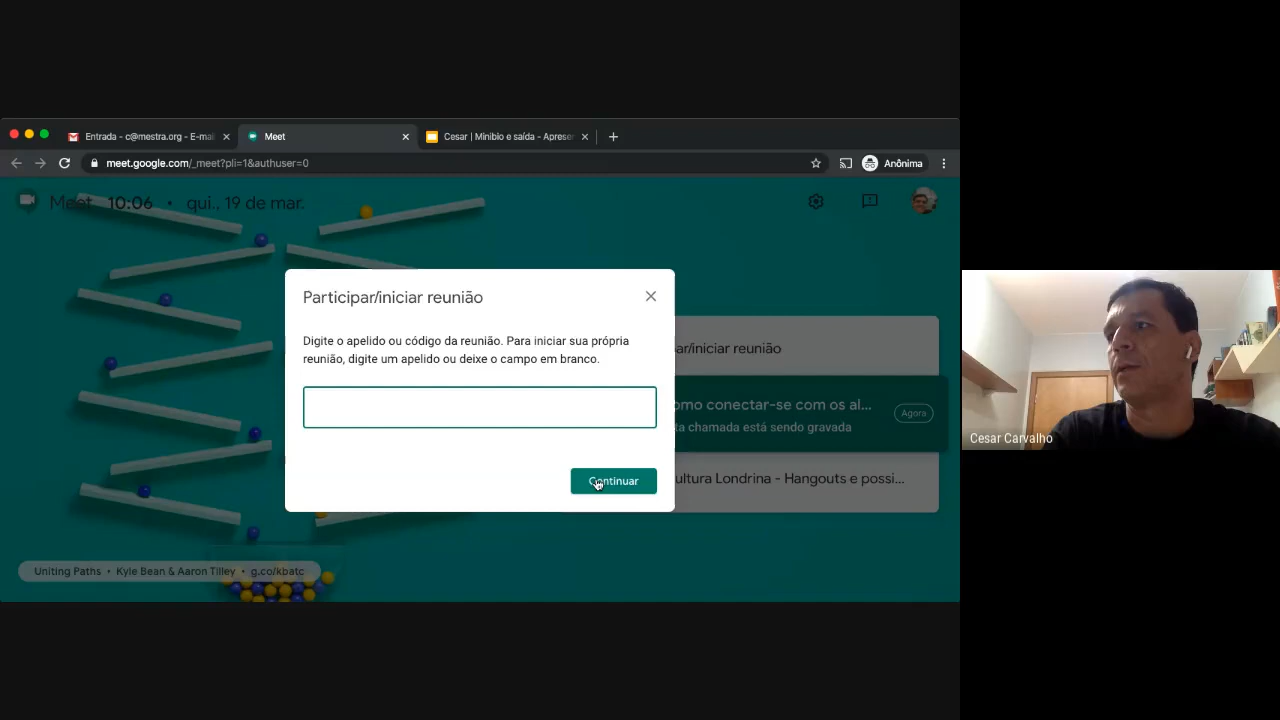 Entrada - c@mestra.org - E-mai
Meet
Cesar | Minibio e saída - Apreser
meet.google.com/_meet?pli=1&authuser=0
Anônima
Meet 10:06 • qui., 19 de mar.
Participar/iniciar reunião
Digite o apelido ou código da reunião. Para iniciar sua própria
reunião, digite um apelido ou deixe o campo em branco.
Continuar
ar/iniciar reunião
omo conectar-se com os al...
Agora
ta chamada está sendo gravada
ultura Londrina - Hangouts e possi...
Uniting Paths • Kyle Bean & Aaron Tilley • g.co/kbatc
Cesar Carvalho